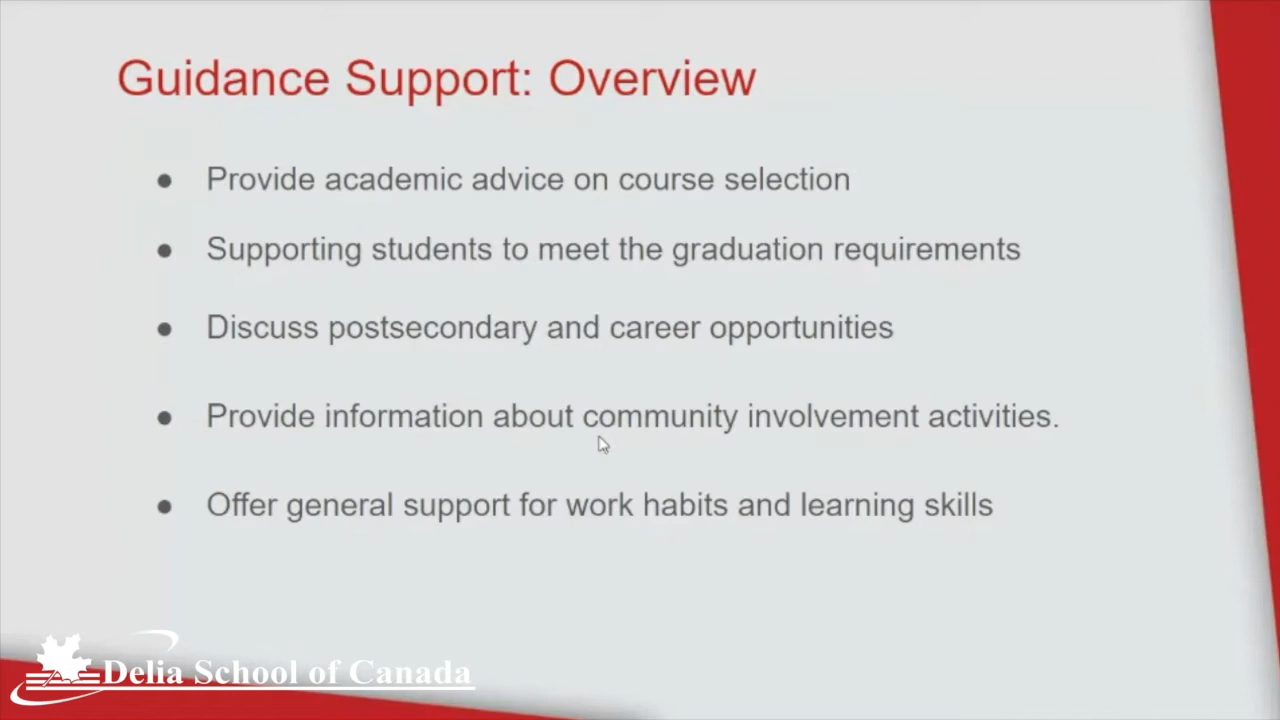 Guidance Support: Overview
● Provide academic advice on course selection
● Supporting students to meet the graduation requirements
● Discuss postsecondary and career opportunities
● Provide information about community involvement activities.
● Offer general support for work habits and learning skills
Delia School of Canada